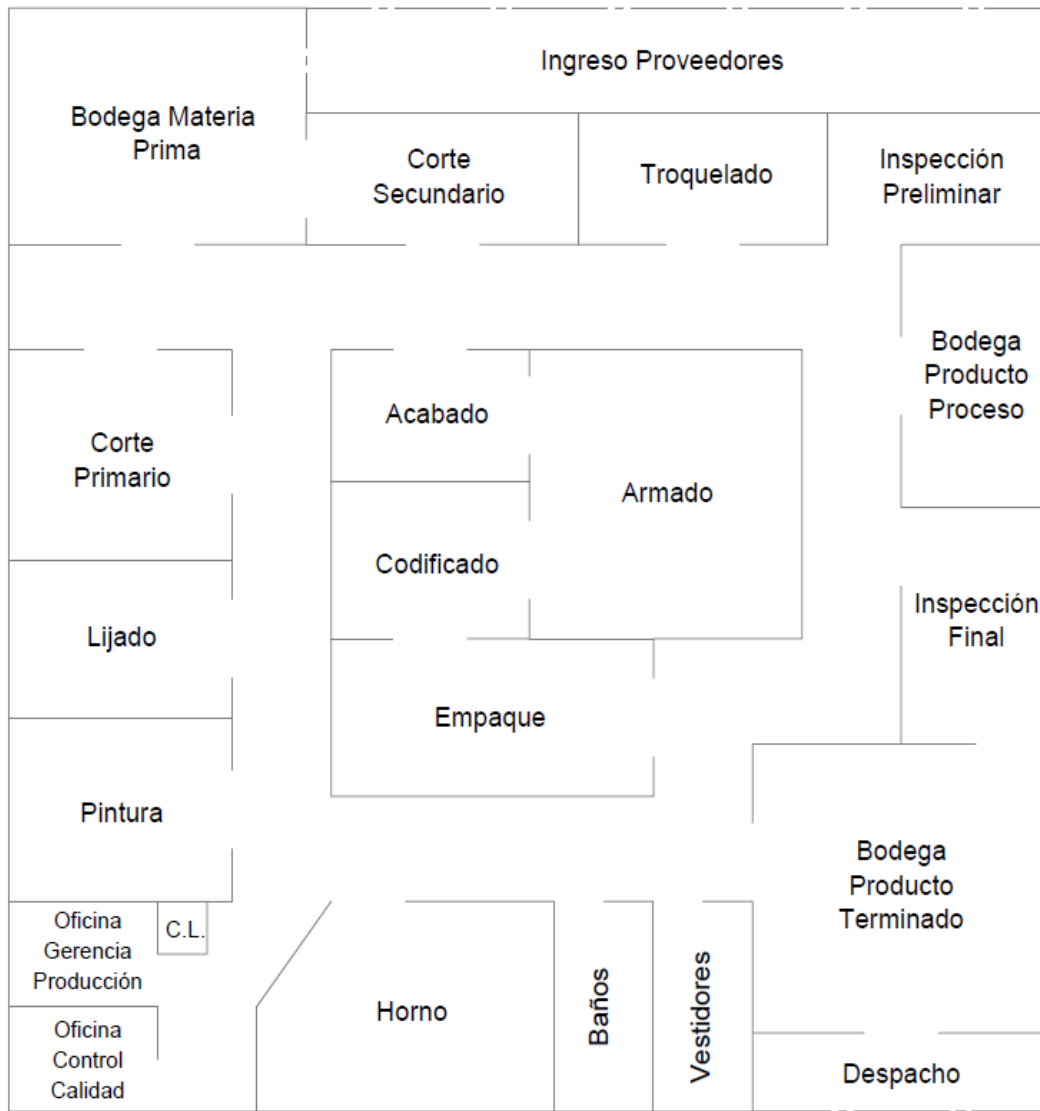 Ingreso Proveedores
Bodega Materia
Prima
Corte
Secundario
Troquelado
Inspección
Preliminar
Bodega
Producto
Proceso
Acabado
Corte
Primario
Armado
Codificado
Inspección
Final
Lijado
Empaque
Pintura
Bodega
Producto
Terminado
Oficina
Gerencia
Producción
C.L.
Horno
Baños
Vestidores
Oficina
Control
Calidad
Despacho